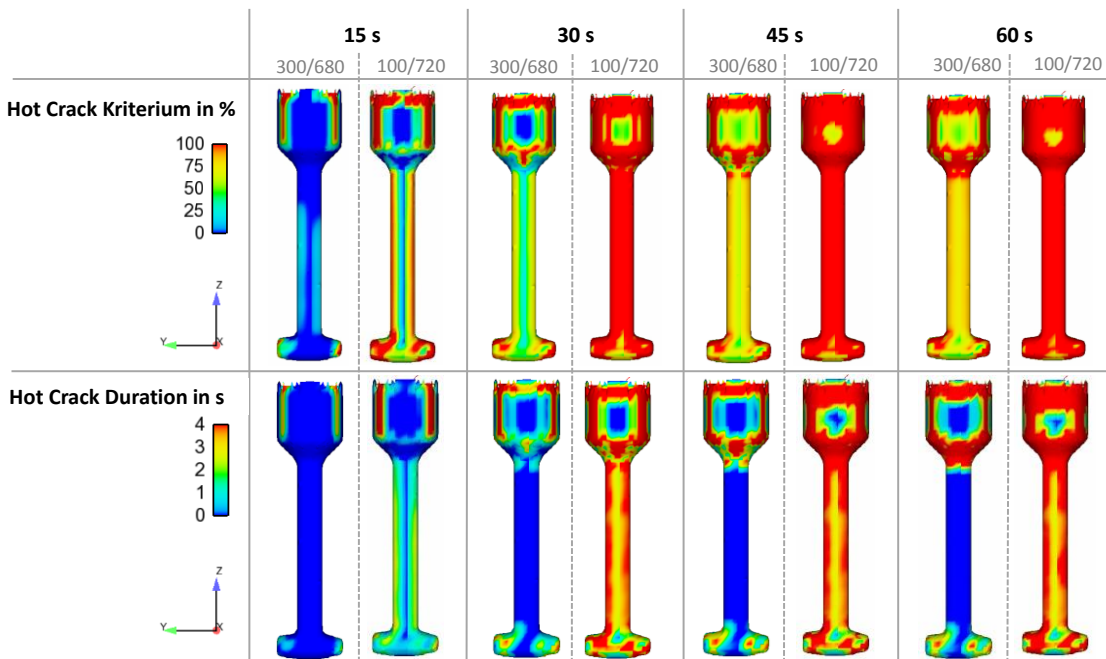 15 s
30 s
45 s
60 s
300/680
100/720
300/680
100/720
300/680
100/720
300/680
100/720
Hot Crack Kriterium in %
100
75
50
25
0
Z
Y
X
Hot Crack Duration in s
4
3
2
1
0
Z
Y
X